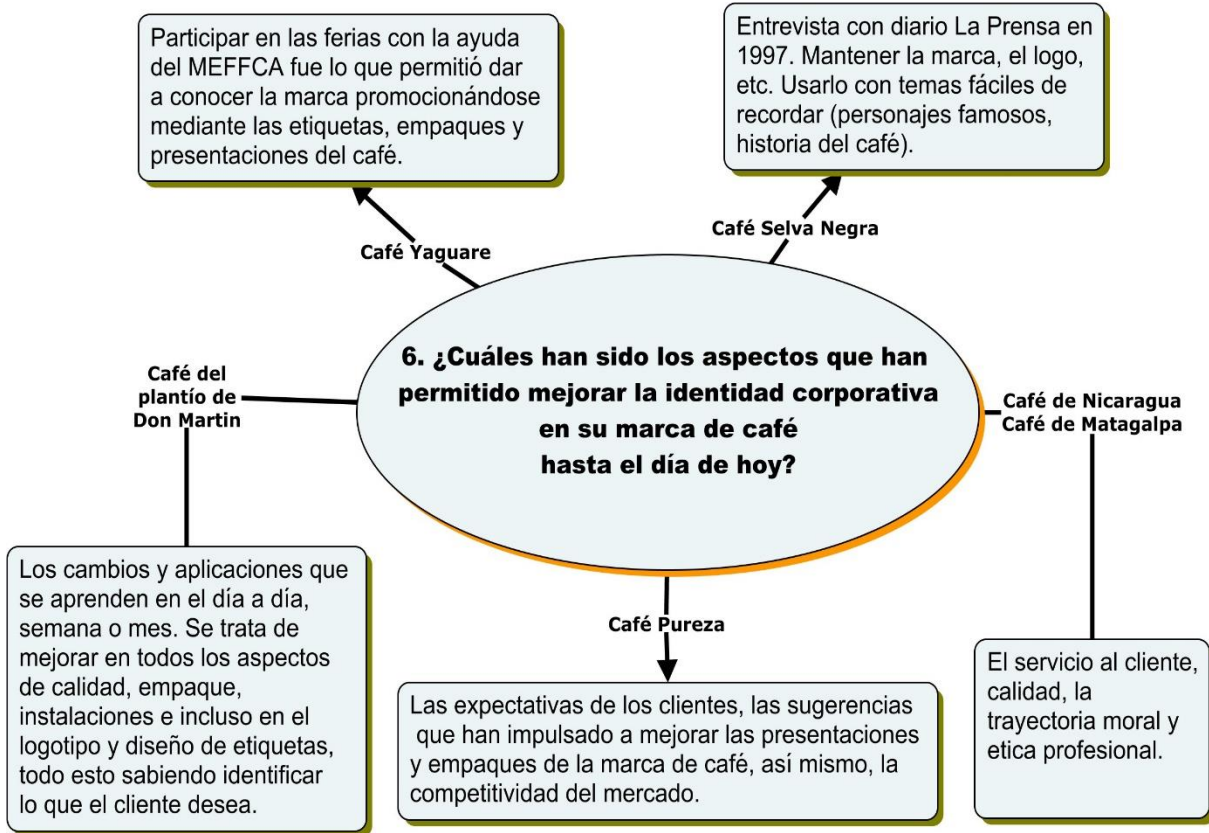 Participar en las ferias con la ayuda
del MEFFCA fue lo que permitió dar
a conocer la marca promocionándose
mediante las etiquetas, empaques y
presentaciones del café.
Entrevista con diario La Prensa en
1997. Mantener la marca, el logo,
etc. Usarlo con temas fáciles de
recordar (personajes famosos,
historia del café).
Café Yaguare
Café Selva Negra
6. ¿Cuáles han sido los aspectos que han
permitido mejorar la identidad corporativa
en su marca de café
hasta el día de hoy?
Café del
plantío de
Don Martin
Café de Nicaragua
Café de Matagalpa
Café Pureza
Los cambios y aplicaciones que
se aprenden en el día a día,
semana o mes. Se trata de
mejorar en todos los aspectos
de calidad, empaque,
instalaciones e incluso en el
logotipo y diseño de etiquetas,
todo esto sabiendo identificar
lo que el cliente desea.
Las expectativas de los clientes, las sugerencias
que han impulsado a mejorar las presentaciones
y empaques de la marca de café, así mismo, la
competitividad del mercado.
El servicio al cliente,
calidad, la
trayectoria moral y
etica profesional.